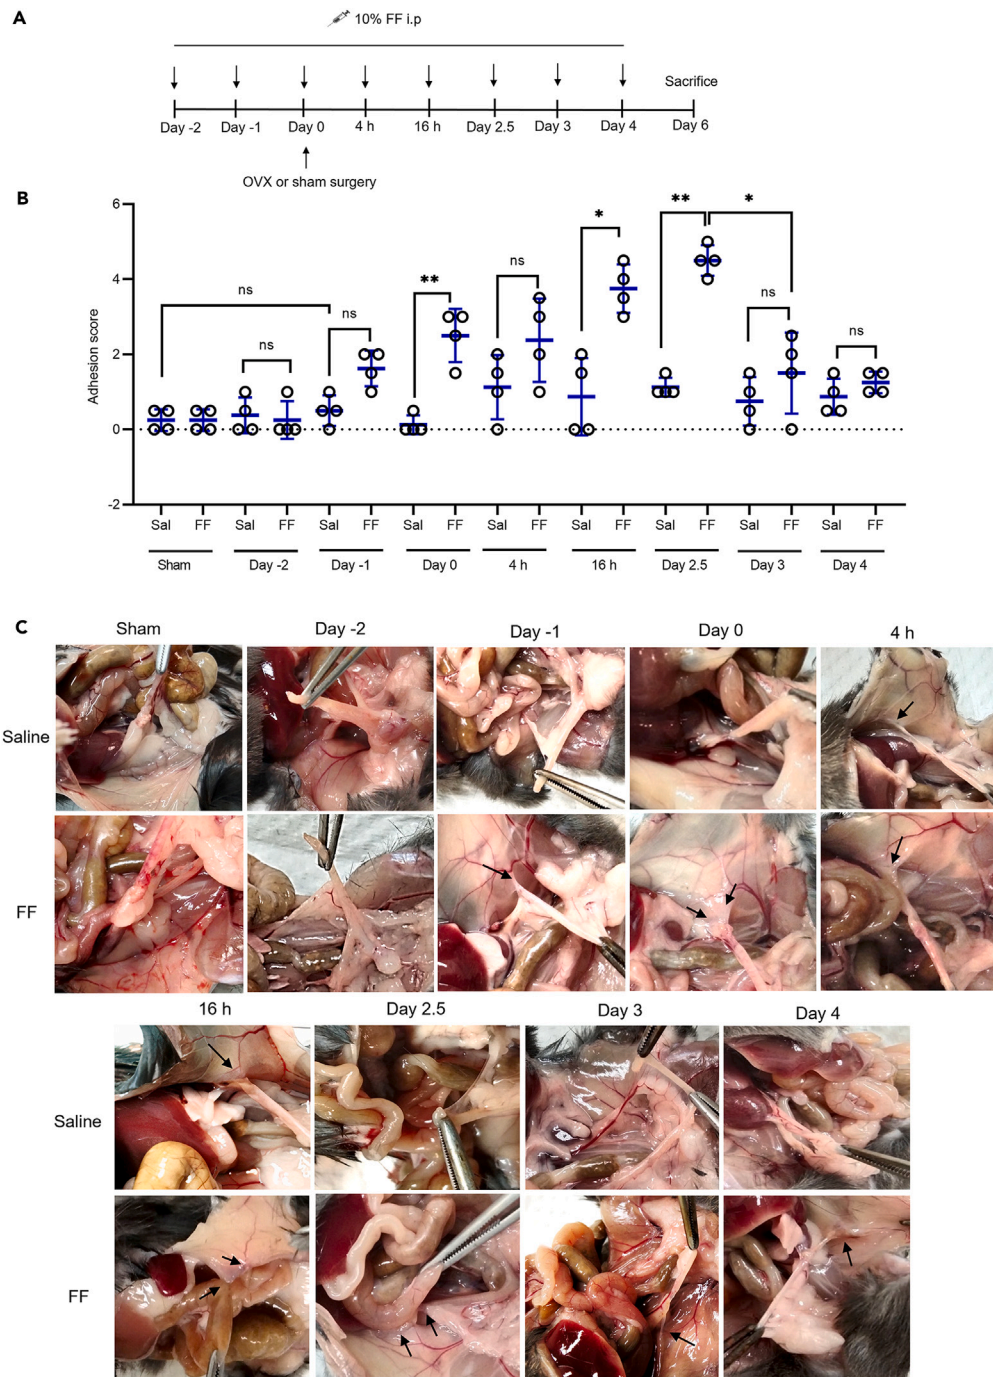 A
10% FF i.p
Sacrifice
Day -2 Day -1 Day 0 4 h 16 h Day 2.5 Day 3 Day 4 Day 6
OVX or sham surgery
B
Adhesion score
6
4
2
0
-2
ns ns ns ** ns * ** * ns ns
Sal FF Sal FF Sal FF Sal FF Sal FF Sal FF Sal FF Sal FF Sal FF
Sham Day -2 Day -1 Day 0 4 h 16 h Day 2.5 Day 3 Day 4
C
Sham Day -2 Day -1 Day 0 4 h
Saline
FF
16 h Day 2.5 Day 3 Day 4
Saline
FF